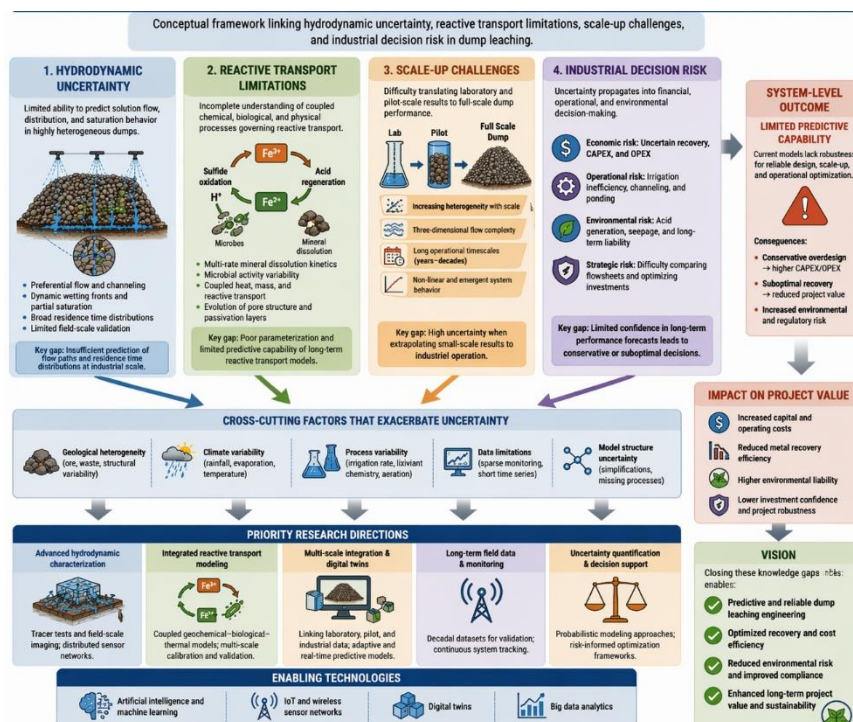 Conceptual framework linking hydrodynamic uncertainty, reactive transport limitations, scale-up challenges,
and industrial decision risk in dump leaching.
1. HYDRODYNAMIC
UNCERTAINTY
Limited ability to predict solution flow,
distribution, and saturation behavior
in highly heterogeneous dumps.
• Preferential flow and channeling
• Dynamic wetting fronts and
partial saturation
• Broad residence time distributions
• Limited field-scale validation
Key gap: Insufficient prediction of
flow paths and residence time
distributions at industrial scale.
2. REACTIVE TRANSPORT
LIMITATIONS
Incomplete understanding of coupled
chemical, biological, and physical
processes governing reactive transport.
Fe³⁺
Sulfide
oxidation
Acid
regeneration
H⁺
Fe²⁺
Microbes
Mineral
dissolution
• Multi-rate mineral dissolution kinetics
• Microbial activity variability
• Coupled heat, mass, and
reactive transport
• Evolution of pore structure and
passivation layers
Key gap: Poor parameterization and
limited predictive capability of long-term
reactive transport models.
3. SCALE-UP CHALLENGES
Difficulty translating laboratory and
pilot-scale results to full-scale dump
performance.
Lab
Pilot
Full Scale
Dump
Increasing heterogeneity with scale
Three-dimensional flow complexity
Long operational timescales
(years–decades)
Non-linear and emergent system
behavior
Key gap: High uncertainty when
extrapolating small-scale results to
industriel operation.
4. INDUSTRIAL DECISION RISK
Uncertainty propagates into financial,
operational, and environmental
decision-making.
$
Economic risk: Uncertain recovery,
CAPEX, and OPEX
Operational risk: Irrigation
inefficiency, channeling, and
ponding
Environmental risk: Acid
generation, seepage, and long-
term liability
Strategic risk: Difficulty comparing
flowsheets and optimizing
investments
Key gap: Limited confidence in long-term
performance forecasts leads to
conservative or suboptimal decisions.
SYSTEM-LEVEL
OUTCOME
LIMITED PREDICTIVE
CAPABILITY
Current models lack robustness
for reliable design, scale-up,
and operational optimization.
Conseguences:
• Conservative overdesign
→ higher CAPEX/OPEX
• Suboptimal recovery
→ reduced project value
• Increased environmental
and regulatory risk
CROSS-CUTTING FACTORS THAT EXACERBATE UNCERTAINTY
Geological heterogeneity
(ore, waste, structural
variability)
Climate variability
(rainfall, evaporation,
temperature)
Process variability
(irrigation rate, lixiviant
chemistry, aeration)
Data limitations
(sparse monitoring,
short time series)
Model structure
uncertainty
(simplifications,
missing processes)
IMPACT ON PROJECT VALUE
$
Increased capital and
operating costs
Reduced metal recovery
efficiency
Higher environmental liability
Lower investment confidence
and project robustness
PRIORITY RESEARCH DIRECTIONS
Advanced hydrodynamic
characterization
Tracer tests and field-scale
imaging; distributed sensor
networks.
Integrated reactive transport
modeling
Fe³⁺
Coupled geochemical–biological–
thermal models; multi-scale
calibration and validation.
Multi-scale integration &
digital twins
Linking laboratory, pilot, and
industrial data; adaptive and
real-time predictive models.
Long-term field data
& monitoring
Decadal datasets for validation;
continuous system tracking.
Uncertainty quantification
& decision support
Probabilistic modeling approaches;
risk-informed optimization
frameworks.
VISION
Closing these knowledge gaps
enables:
Predictive and reliable dump
leaching engineering
Optimized recovery and cost
efficiency
Reduced environmental risk
and improved compliance
Enhanced long-term project
value and sustainability
ENABLING TECHNOLOGIES
Artificial intelligence and
machine learning
IoT and wireless
sensor networks
Digital twins
Big data analytics